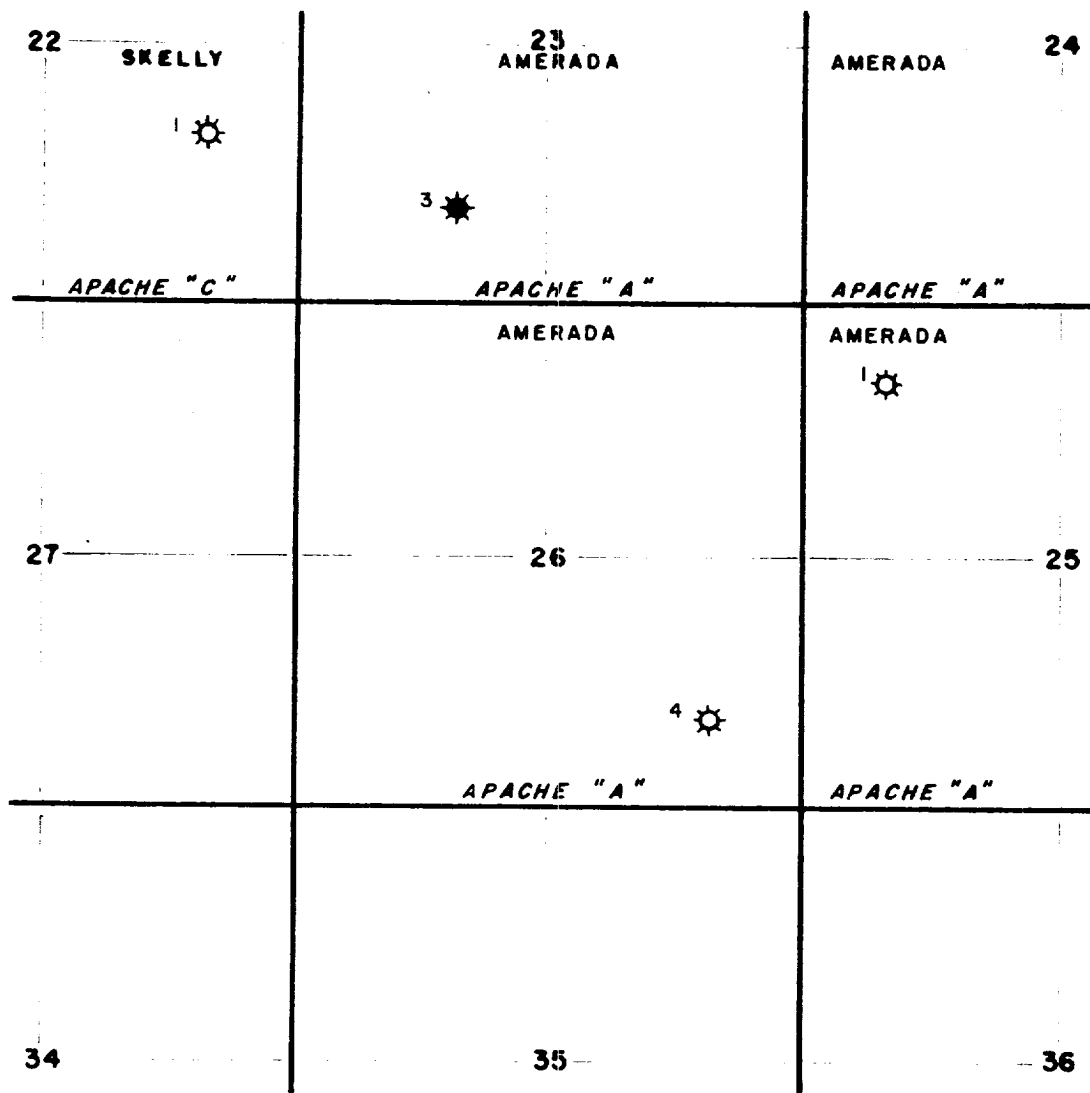 22 23 24
SKELLY AMERADA AMERADA
1
3
APACHE "C" APACHE "A" APACHE "A"
AMERADA AMERADA
1
27 26 25
4
APACHE "A" APACHE "A"
34 35 36